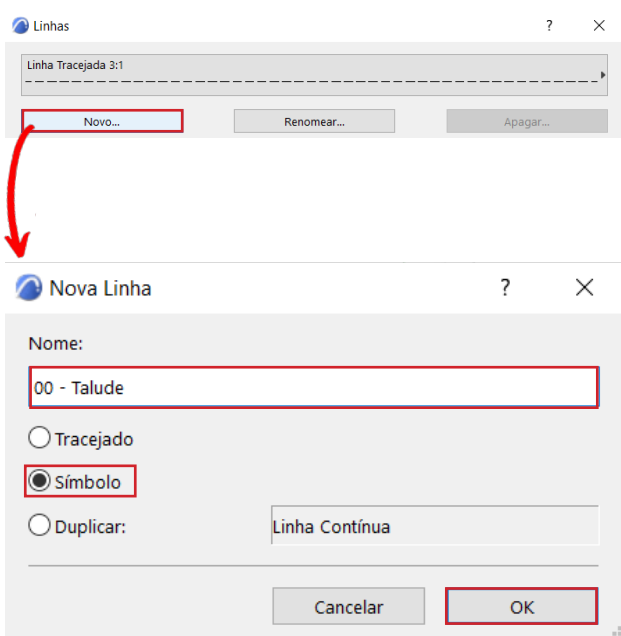 Linhas ?
Linha Tracejada 3:1
Novo... Renomear... Apagar...
Nova Linha ?
Nome:
00 - Talude
Tracejado
Símbolo
Duplicar: Linha Contínua
Cancelar OK